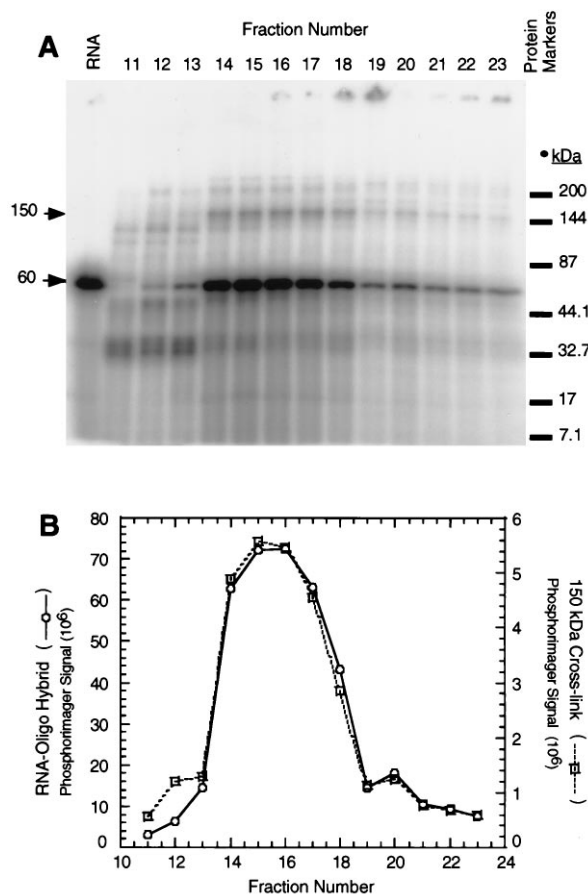 A
Fraction Number
RNA 11 12 13 14 15 16 17 18 19 20 21 22 23 Protein Markers
• kDa
200
150
144
87
60
44.1
32.7
17
7.1
B
RNA-Oligo Hybrid ( —o— )
Phosphorimager Signal (10⁶)
80
70
60
50
40
30
20
10
0
6
5
4
3
2
1
0
150 kDa Cross-link ( ---- )
Phosphorimager Signal (10⁶)
10 12 14 16 18 20 22 24
Fraction Number